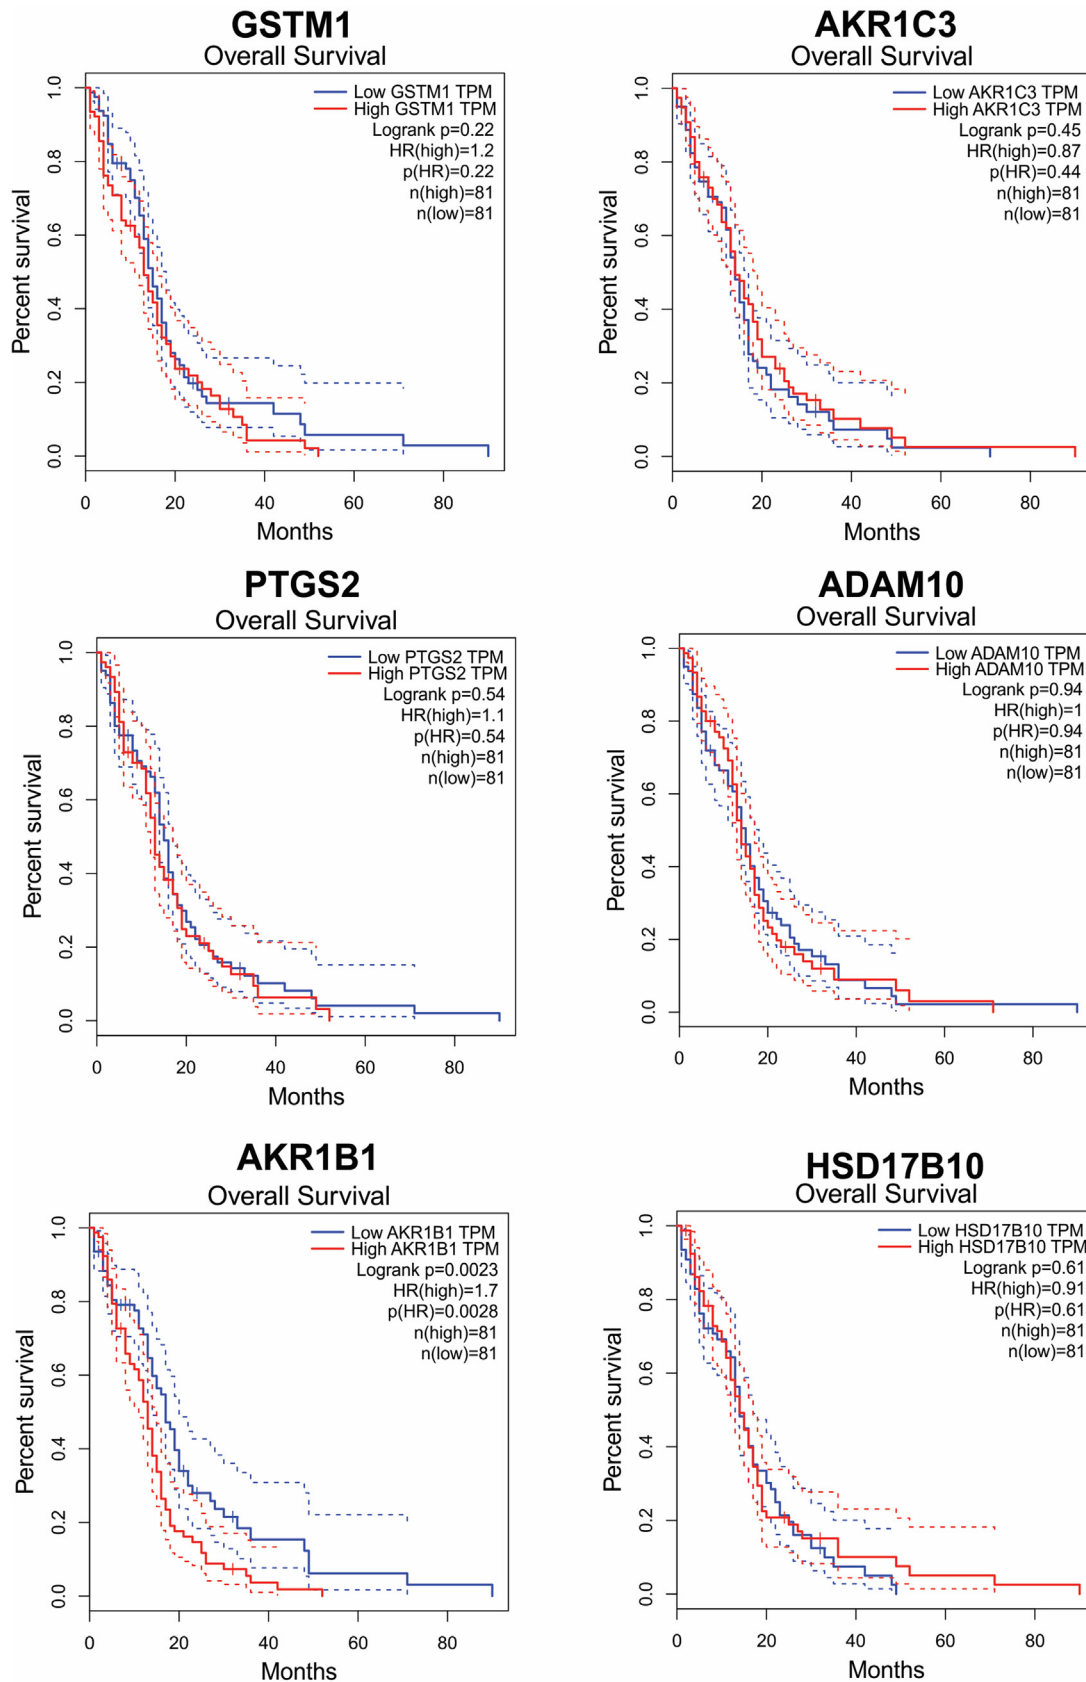 GSTM1
Overall Survival
Low GSTM1 TPM
High GSTM1 TPM
Logrank p=0.22
HR(high)=1.2
p(HR)=0.22
n(high)=81
n(low)=81
Percent survival
1.0
0.8
0.6
0.4
0.2
0.0
0 20 40 60 80
Months
AKR1C3
Overall Survival
Low AKR1C3 TPM
High AKR1C3 TPM
Logrank p=0.45
HR(high)=0.87
p(HR)=0.44
n(high)=81
n(low)=81
Percent survival
1.0
0.8
0.6
0.4
0.2
0.0
0 20 40 60 80
Months
PTGS2
Overall Survival
Low PTGS2 TPM
High PTGS2 TPM
Logrank p=0.54
HR(high)=1.1
p(HR)=0.54
n(high)=81
n(low)=81
Percent survival
1.0
0.8
0.6
0.4
0.2
0.0
0 20 40 60 80
Months
ADAM10
Overall Survival
Low ADAM10 TPM
High ADAM10 TPM
Logrank p=0.94
HR(high)=1
p(HR)=0.94
n(high)=81
n(low)=81
Percent survival
1.0
0.8
0.6
0.4
0.2
0.0
0 20 40 60 80
Months
AKR1B1
Overall Survival
Low AKR1B1 TPM
High AKR1B1 TPM
Logrank p=0.0023
HR(high)=1.7
p(HR)=0.0028
n(high)=81
n(low)=81
Percent survival
1.0
0.8
0.6
0.4
0.2
0.0
0 20 40 60 80
Months
HSD17B10
Overall Survival
Low HSD17B10 TPM
High HSD17B10 TPM
Logrank p=0.61
HR(high)=0.91
p(HR)=0.61
n(high)=81
n(low)=81
Percent survival
1.0
0.8
0.6
0.4
0.2
0.0
0 20 40 60 80
Months